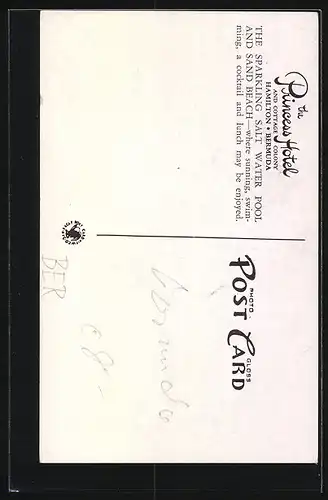 The
Princess Hotel
AND COTTAGE COLONY
HAMILTON • BERMUDA
THE SPARKLING SALT WATER POOL
AND SAND BEACH—where sunning, swim-
ming, a cocktail and lunch may be enjoyed.
PHOTO - GLOSS
POST CARD
Bermuda
BER